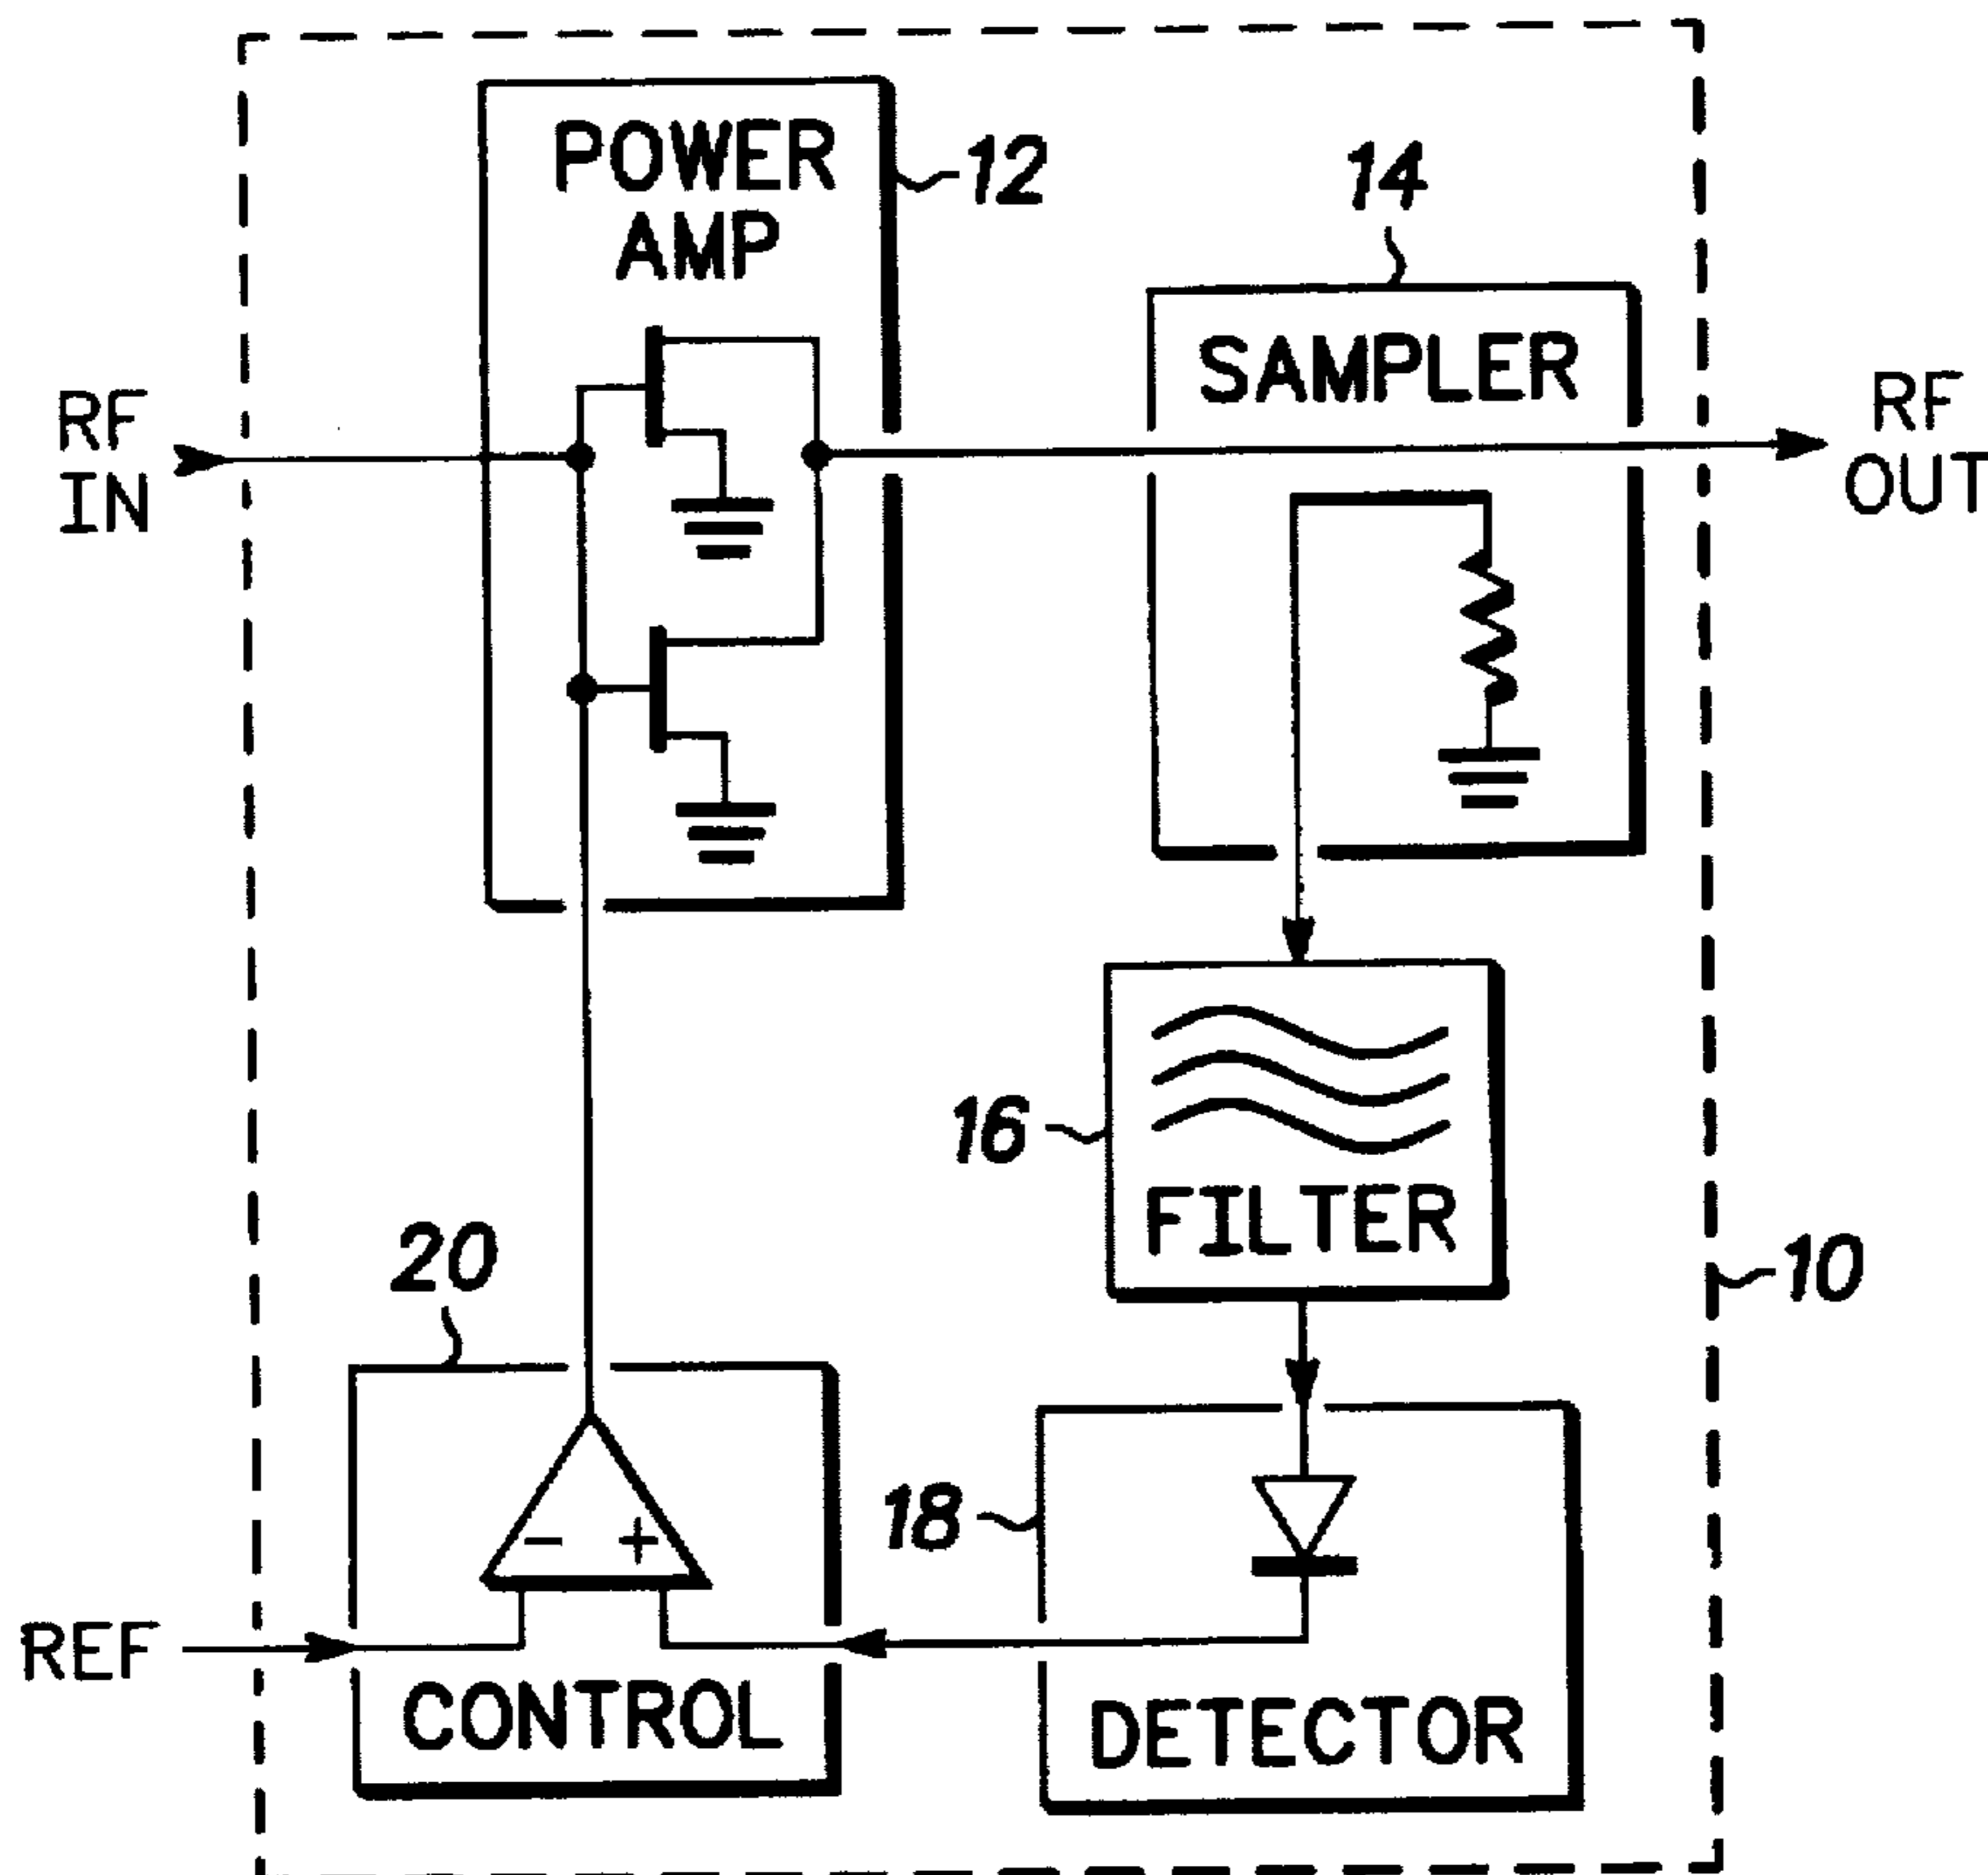 POWER
AMP
12
14
SAMPLER
RF
IN
RF
OUT
16
FILTER
20
10
18
- +
REF
CONTROL
DETECTOR